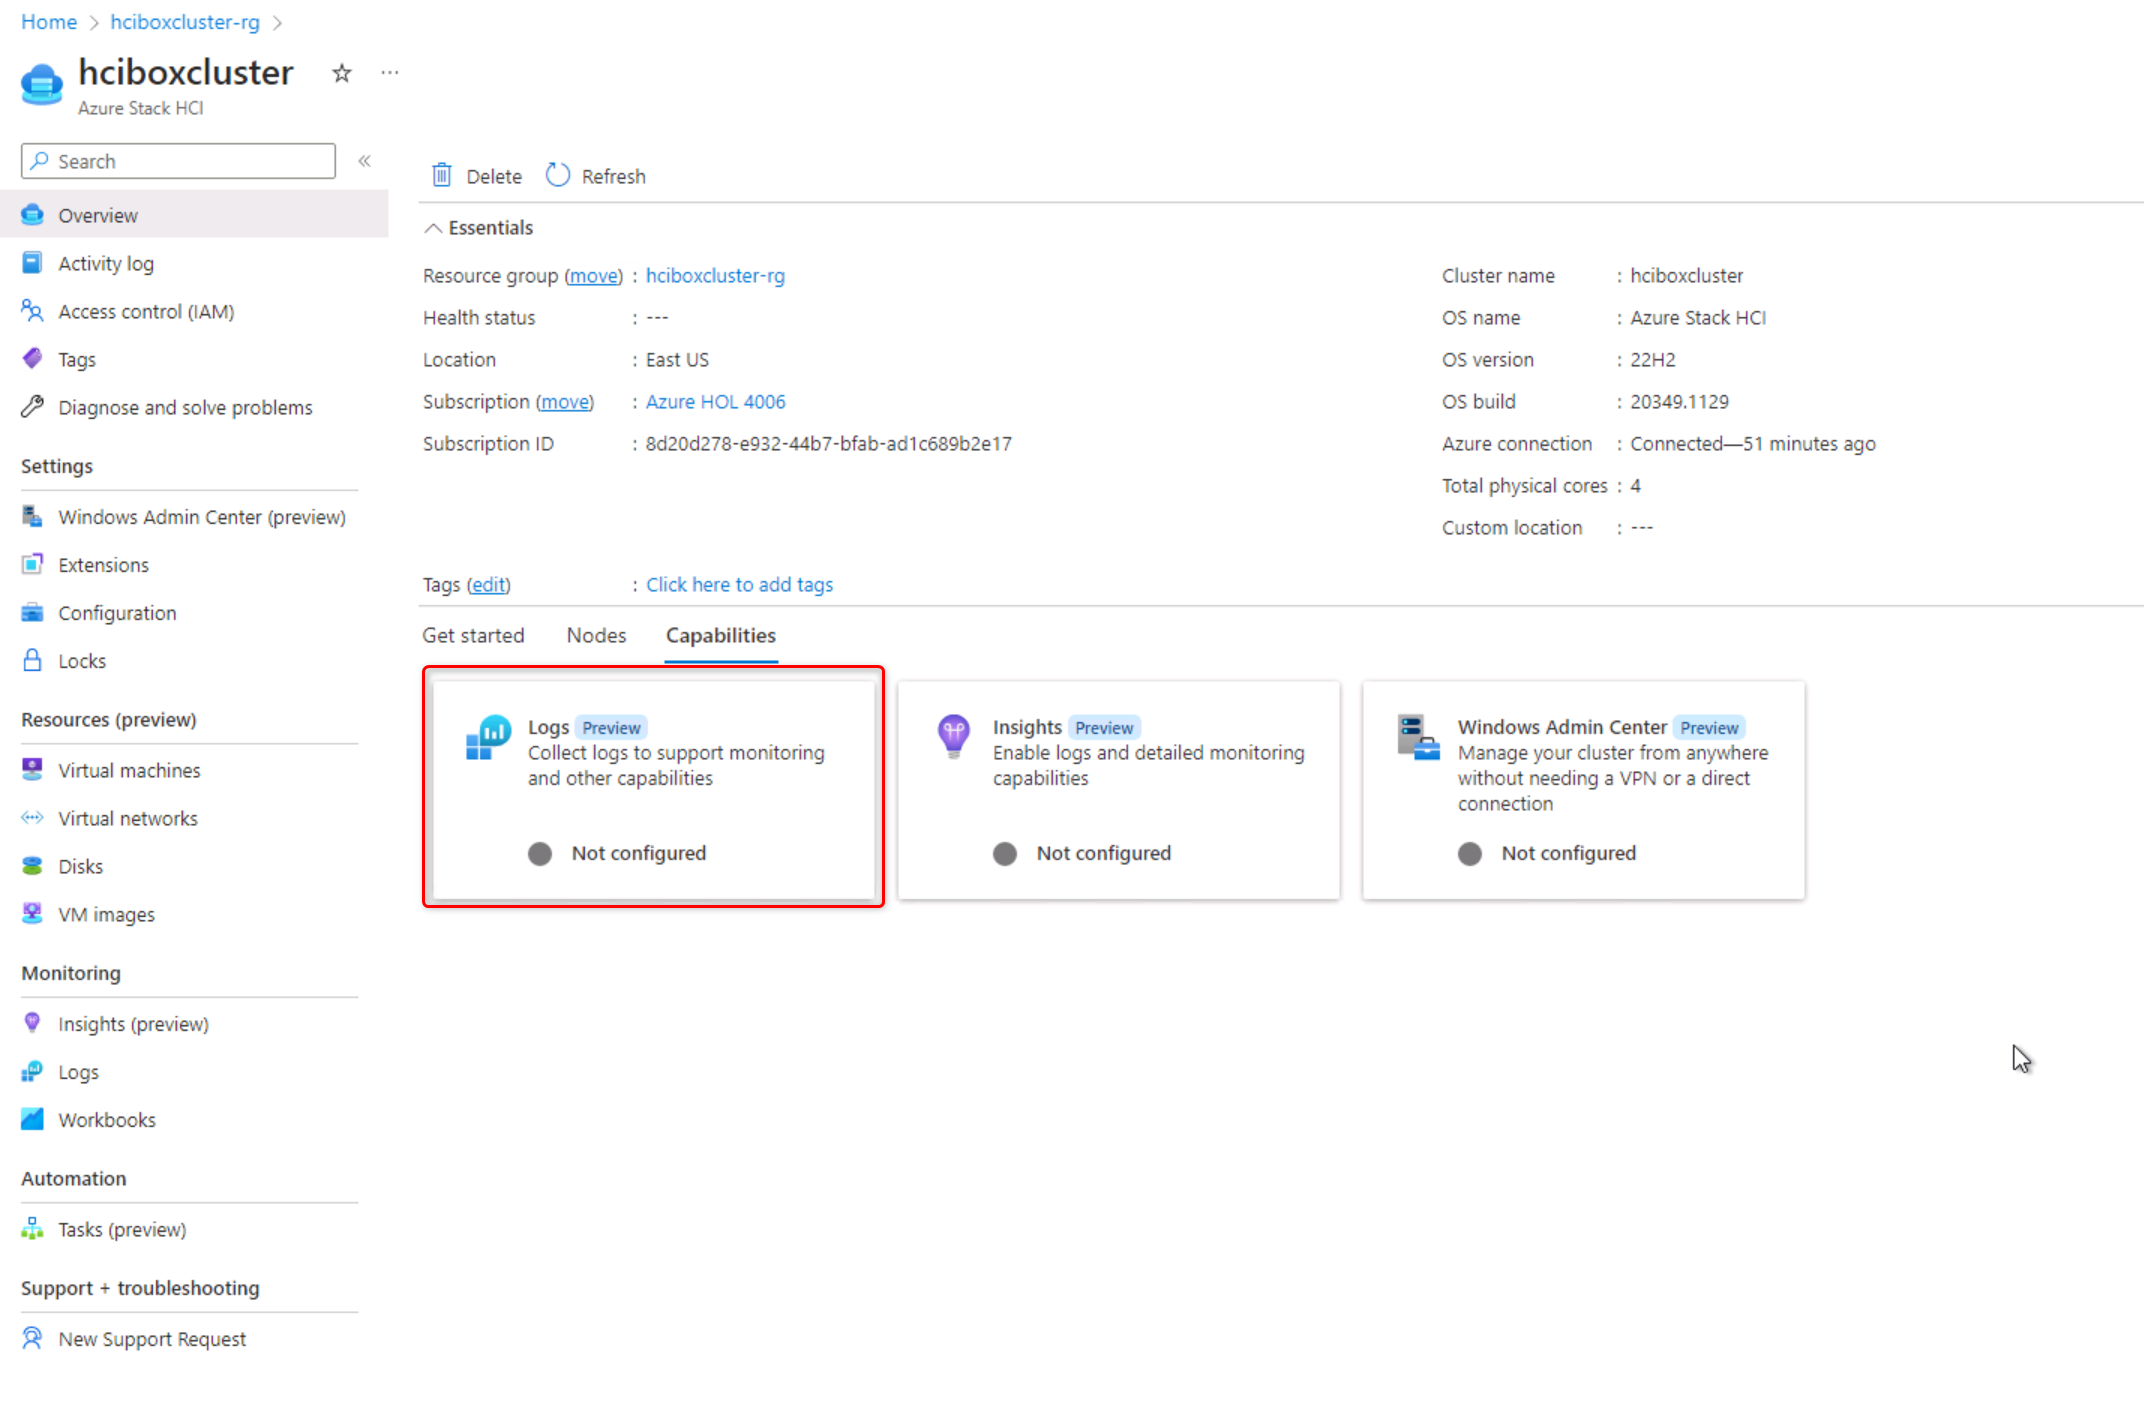 Home > hciboxcluster-rg >
hciboxcluster
Azure Stack HCI
Search
«
Overview
Activity log
Access control (IAM)
Tags
Diagnose and solve problems
Settings
Windows Admin Center (preview)
Extensions
Configuration
Locks
Resources (preview)
Virtual machines
Virtual networks
Disks
VM images
Monitoring
Insights (preview)
Logs
Workbooks
Automation
Tasks (preview)
Support + troubleshooting
New Support Request
Delete Refresh
Essentials
Resource group (move) : hciboxcluster-rg
Health status : ---
Location : East US
Subscription (move) : Azure HOL 4006
Subscription ID : 8d20d278-e932-44b7-bfab-ad1c689b2e17
Cluster name : hciboxcluster
OS name : Azure Stack HCI
OS version : 22H2
OS build : 20349.1129
Azure connection : Connected—51 minutes ago
Total physical cores : 4
Custom location : ---
Tags (edit) : Click here to add tags
Get started Nodes Capabilities
Logs Preview
Collect logs to support monitoring
and other capabilities
Not configured
Insights Preview
Enable logs and detailed monitoring
capabilities
Not configured
Windows Admin Center Preview
Manage your cluster from anywhere
without needing a VPN or a direct
connection
Not configured